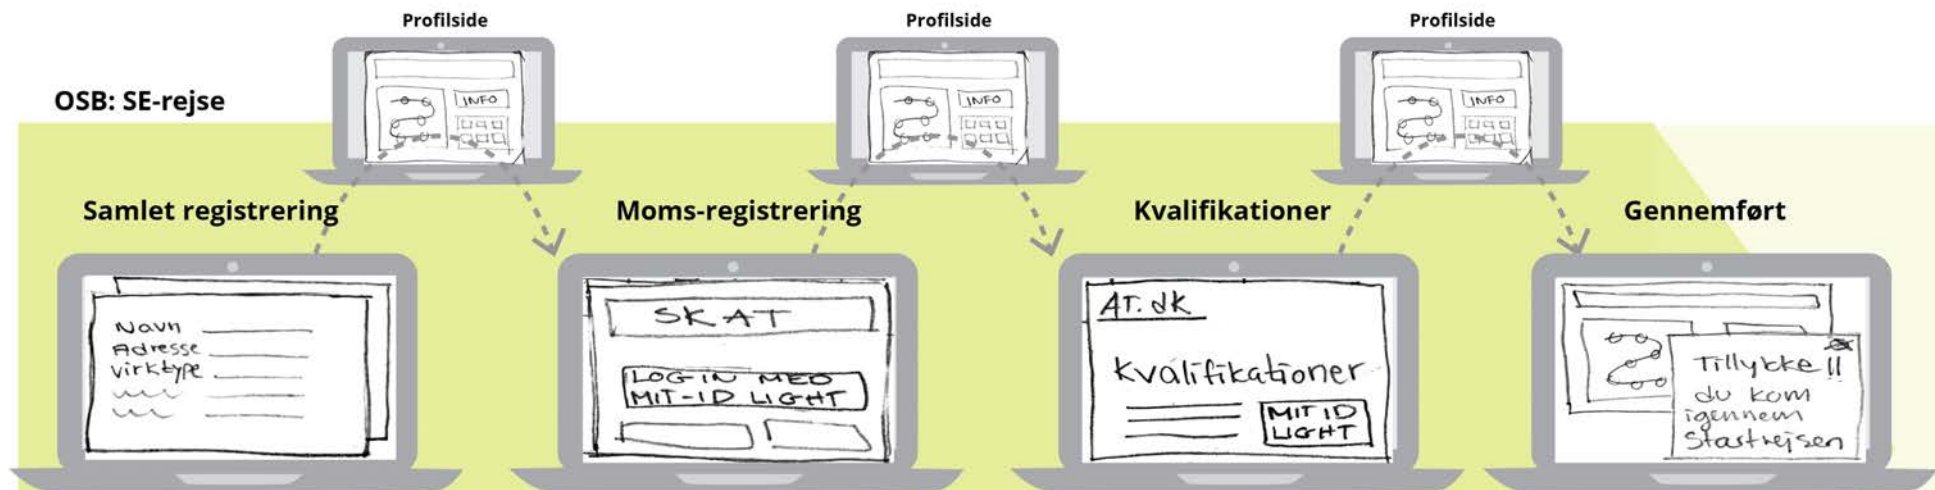 Profilside
Profilside
Profilside
OSB: SE-rejse
INFO
INFO
INFO
Samlet registrering
Moms-registrering
Kvalifikationer
Gennemført
Navn
Adresse
Virktype
SKAT
LOG IN MED
MIT-ID LIGHT
AT.dk
Kvalifikationer
MIT ID
LIGHT
Tillykke !!
du kom
igennem
Startrejsen